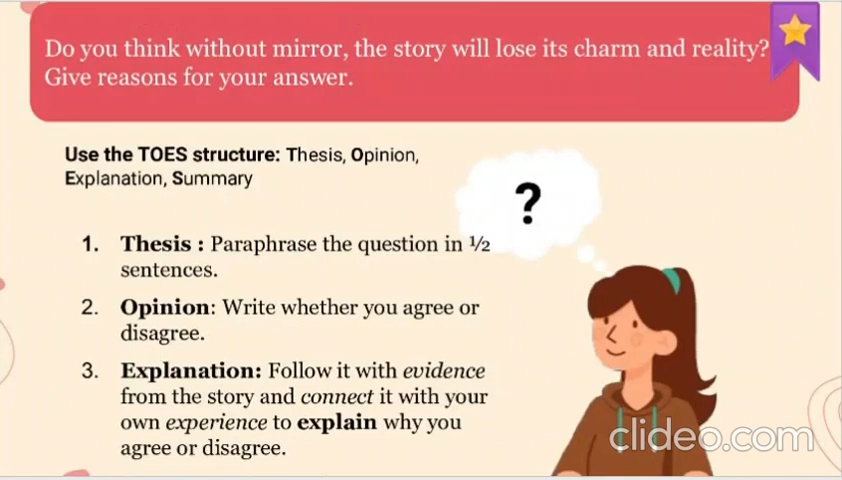 Do you think without mirror, the story will lose its charm and reality?
Give reasons for your answer.
Use the TOES structure: Thesis, Opinion,
Explanation, Summary
?
1. Thesis : Paraphrase the question in ½
sentences.
2. Opinion: Write whether you agree or
disagree.
3. Explanation: Follow it with evidence
from the story and connect it with your
own experience to explain why you
agree or disagree.
clideo.com